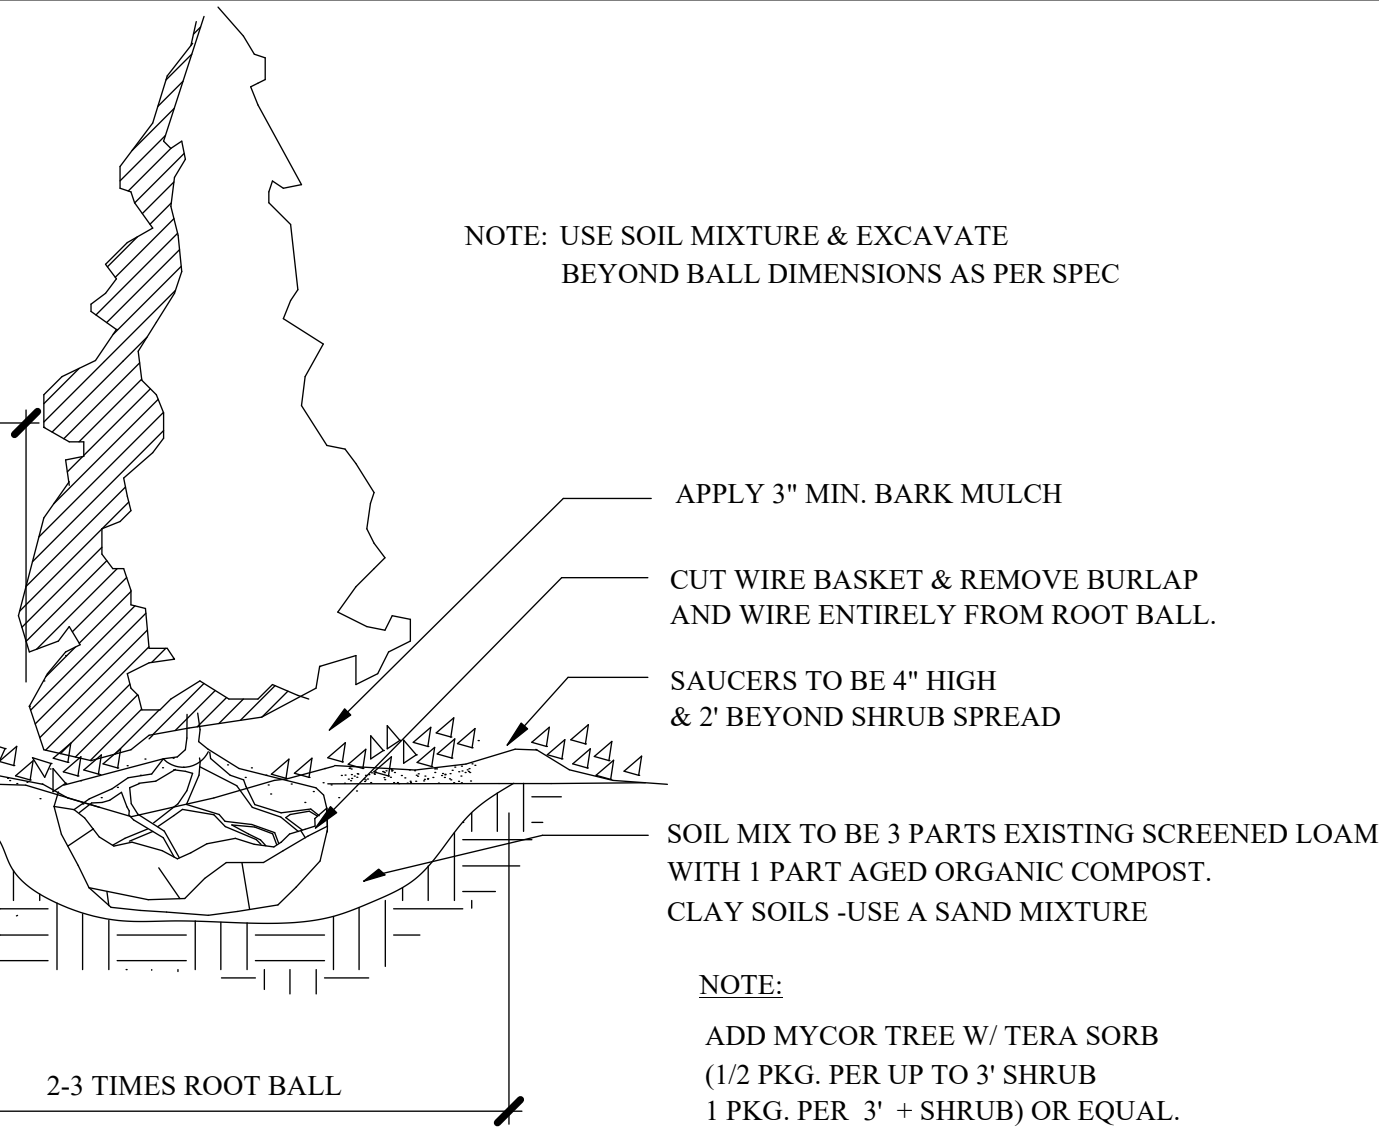 NOTE: USE SOIL MIXTURE & EXCAVATE
BEYOND BALL DIMENSIONS AS PER SPEC
APPLY 3" MIN. BARK MULCH
CUT WIRE BASKET & REMOVE BURLAP
AND WIRE ENTIRELY FROM ROOT BALL.
SAUCERS TO BE 4" HIGH
& 2' BEYOND SHRUB SPREAD
SOIL MIX TO BE 3 PARTS EXISTING SCREENED LOAM
WITH 1 PART AGED ORGANIC COMPOST.
CLAY SOILS -USE A SAND MIXTURE
NOTE:
ADD MYCOR TREE W/ TERA SORB
(1/2 PKG. PER UP TO 3' SHRUB
1 PKG. PER 3' + SHRUB) OR EQUAL.
2-3 TIMES ROOT BALL